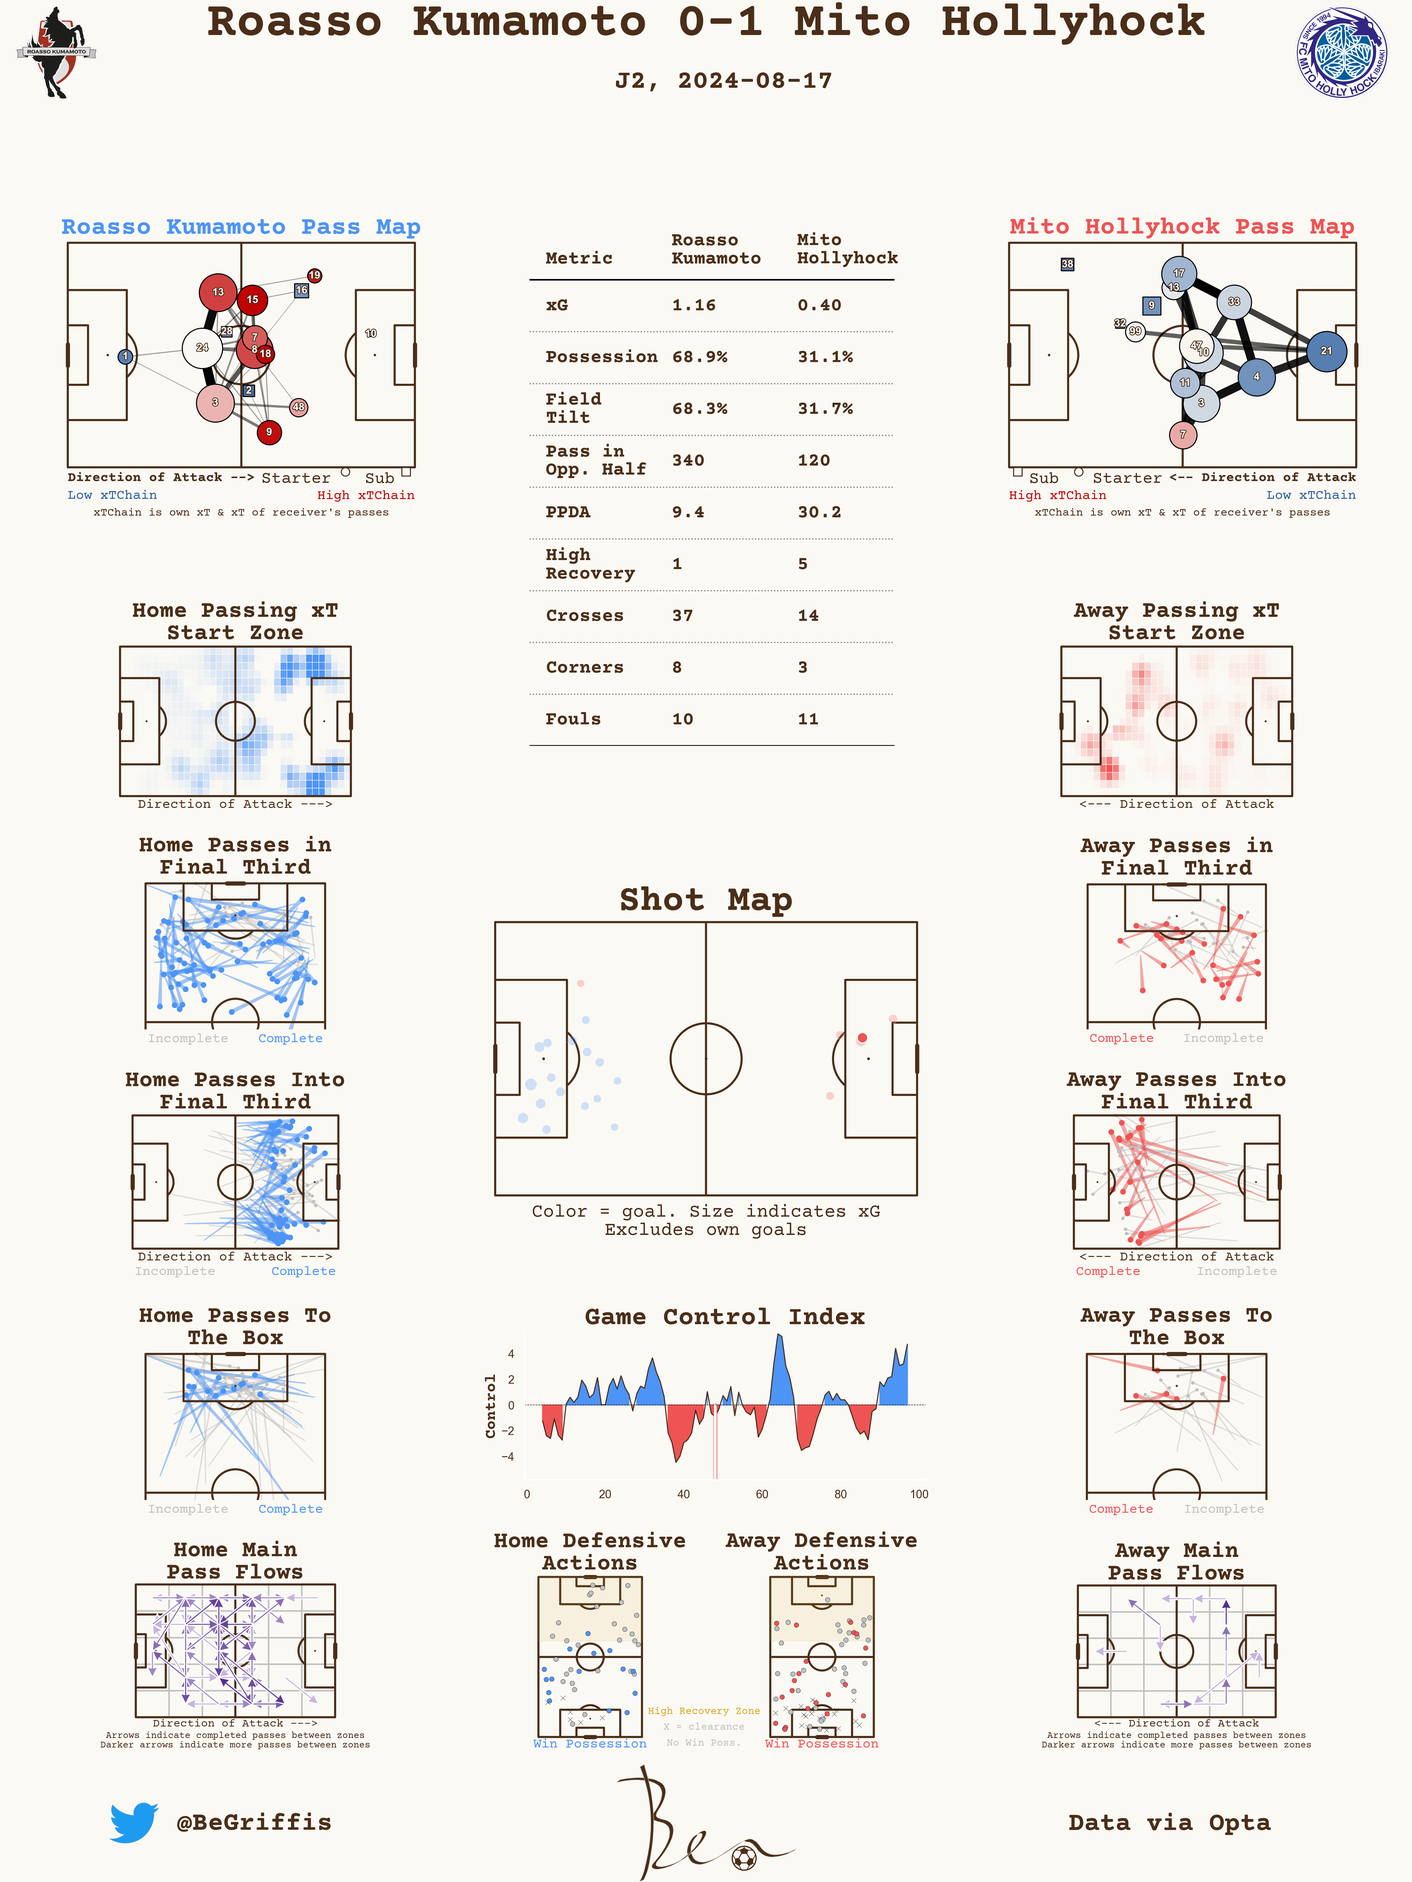 Roasso Kumamoto 0-1 Mito Hollyhock
J2, 2024-08-17
ROASSO KUMAMOTO
SINCE 1994
FC MITO HOLLY HOCK
IBARAKI
Roasso Kumamoto Pass Map
13
15
19
16
28
7
10
24
8
18
1
2
3
48
9
Direction of Attack -->
Starter
Sub
Low xTChain
High xTChain
xTChain is own xT & xT of receiver's passes
Metric
Roasso
Kumamoto
Mito
Hollyhock
xG 1.16 0.40
Possession 68.9% 31.1%
Field
Tilt 68.3% 31.7%
Pass in
Opp. Half 340 120
PPDA 9.4 30.2
High
Recovery 1 5
Crosses 37 14
Corners 8 3
Fouls 10 11
Mito Hollyhock Pass Map
38
17
13
9
33
32
99
47
10
21
11
4
3
7
Sub
Starter
<-- Direction of Attack
High xTChain
Low xTChain
xTChain is own xT & xT of receiver's passes
Home Passing xT
Start Zone
Direction of Attack --->
Away Passing xT
Start Zone
<--- Direction of Attack
Home Passes in
Final Third
Incomplete
Complete
Away Passes in
Final Third
Complete
Incomplete
Shot Map
Color = goal. Size indicates xG
Excludes own goals
Home Passes Into
Final Third
Direction of Attack --->
Incomplete
Complete
Away Passes Into
Final Third
<--- Direction of Attack
Complete
Incomplete
Home Passes To
The Box
Incomplete
Complete
Game Control Index
Control
4
2
0
−2
−4
0 20 40 60 80 100
Away Passes To
The Box
Complete
Incomplete
Home Main
Pass Flows
Direction of Attack --->
Arrows indicate completed passes between zones
Darker arrows indicate more passes between zones
Home Defensive
Actions
Win Possession
High Recovery Zone
X = clearance
No Win Poss.
Away Defensive
Actions
Win Possession
Away Main
Pass Flows
<--- Direction of Attack
Arrows indicate completed passes between zones
Darker arrows indicate more passes between zones
@BeGriffis
Ben
Data via Opta